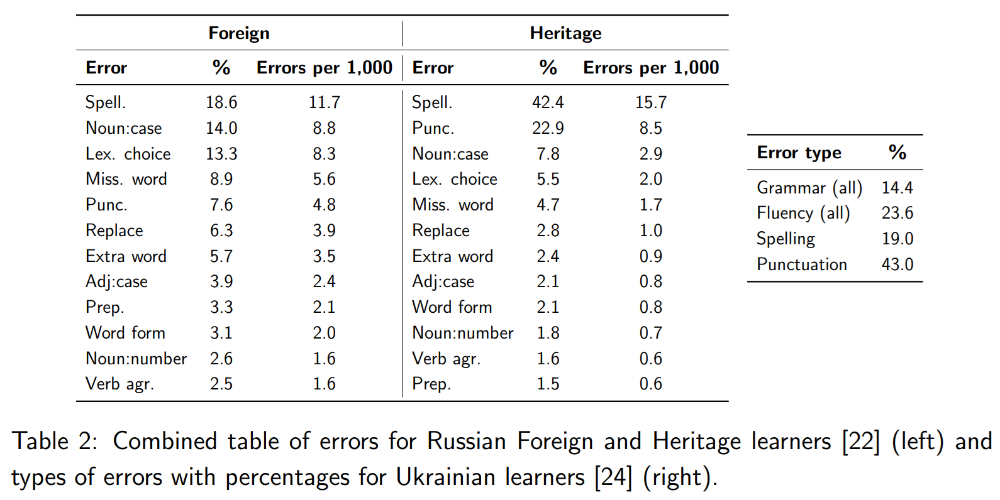 Foreign Heritage
Error % Errors per 1,000 Error % Errors per 1,000
Spell. 18.6 11.7 Spell. 42.4 15.7
Noun:case 14.0 8.8 Punc. 22.9 8.5
Lex. choice 13.3 8.3 Noun:case 7.8 2.9
Miss. word 8.9 5.6 Lex. choice 5.5 2.0
Punc. 7.6 4.8 Miss. word 4.7 1.7
Replace 6.3 3.9 Replace 2.8 1.0
Extra word 5.7 3.5 Extra word 2.4 0.9
Adj:case 3.9 2.4 Adj:case 2.1 0.8
Prep. 3.3 2.1 Word form 2.1 0.8
Word form 3.1 2.0 Noun:number 1.8 0.7
Noun:number 2.6 1.6 Verb agr. 1.6 0.6
Verb agr. 2.5 1.6 Prep. 1.5 0.6
Error type %
Grammar (all) 14.4
Fluency (all) 23.6
Spelling 19.0
Punctuation 43.0
Table 2: Combined table of errors for Russian Foreign and Heritage learners [22] (left) and
types of errors with percentages for Ukrainian learners [24] (right).